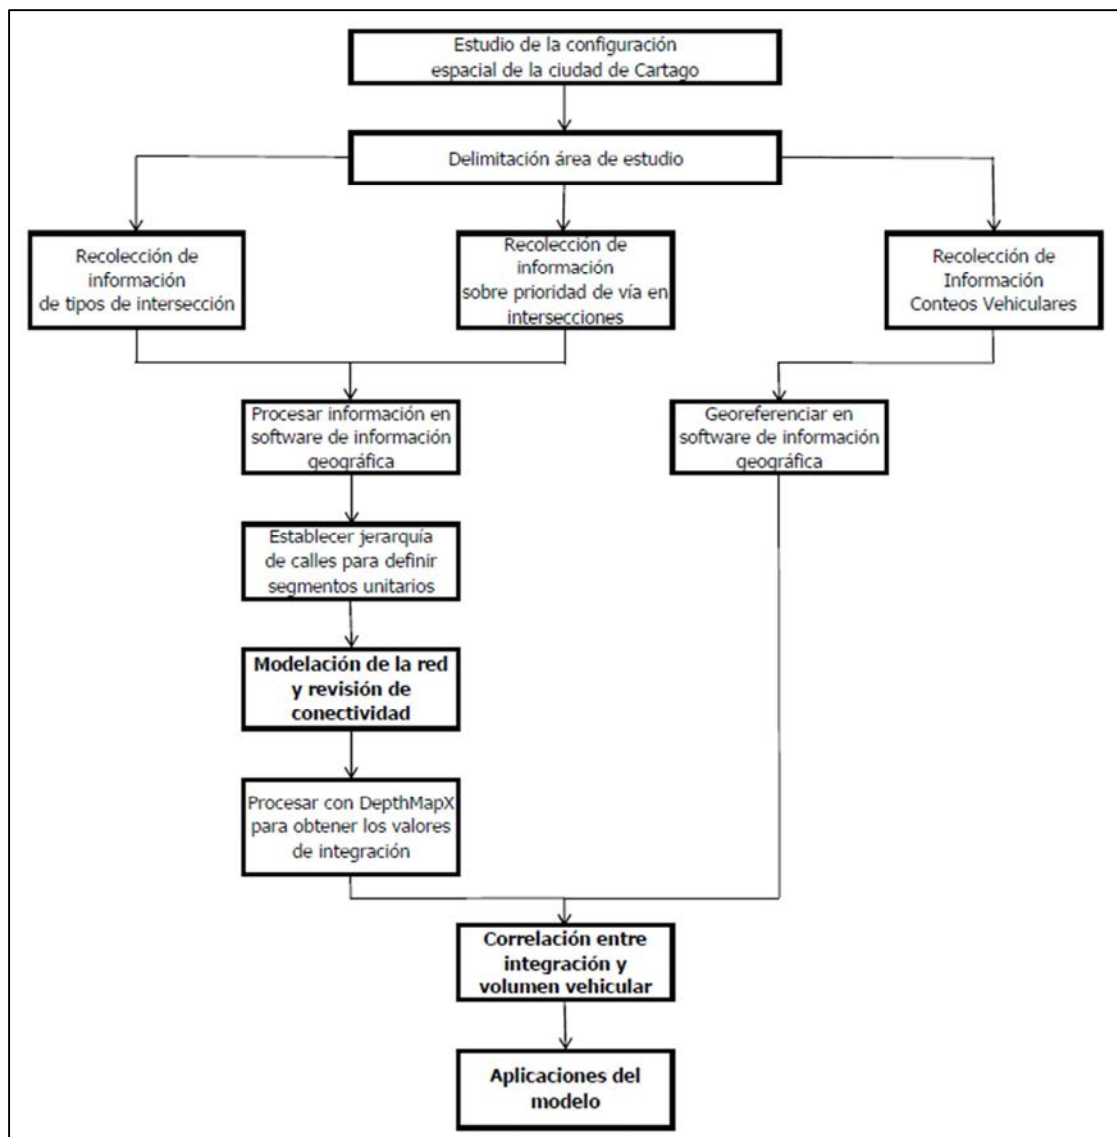 Estudio de la configuración
espacial de la ciudad de Cartago
Delimitación área de estudio
Recolección de
información
de tipos de intersección
Recolección de
información
sobre prioridad de vía en
intersecciones
Recolección de
Información
Conteos Vehiculares
Procesar información en
software de información
geográfica
Georeferenciar en
software de información
geográfica
Establecer jerarquía
de calles para definir
segmentos unitarios
Modelación de la red
y revisión de
conectividad
Procesar con DepthMapX
para obtener los valores
de integración
Correlación entre
integración y
volumen vehicular
Aplicaciones del
modelo